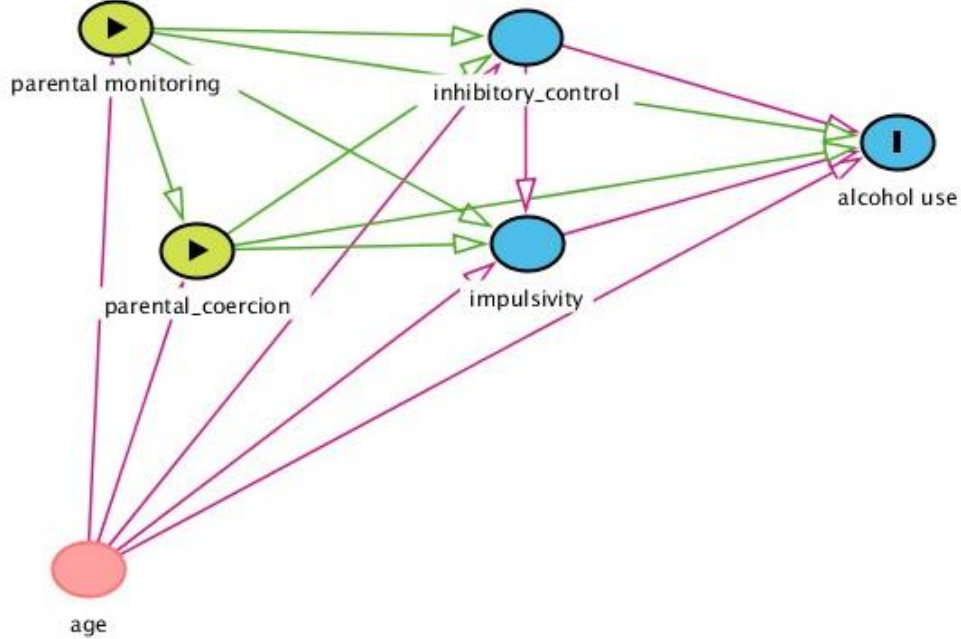 parental monitoring
inhibitory_control
alcohol use
parental_coercion
impulsivity
age